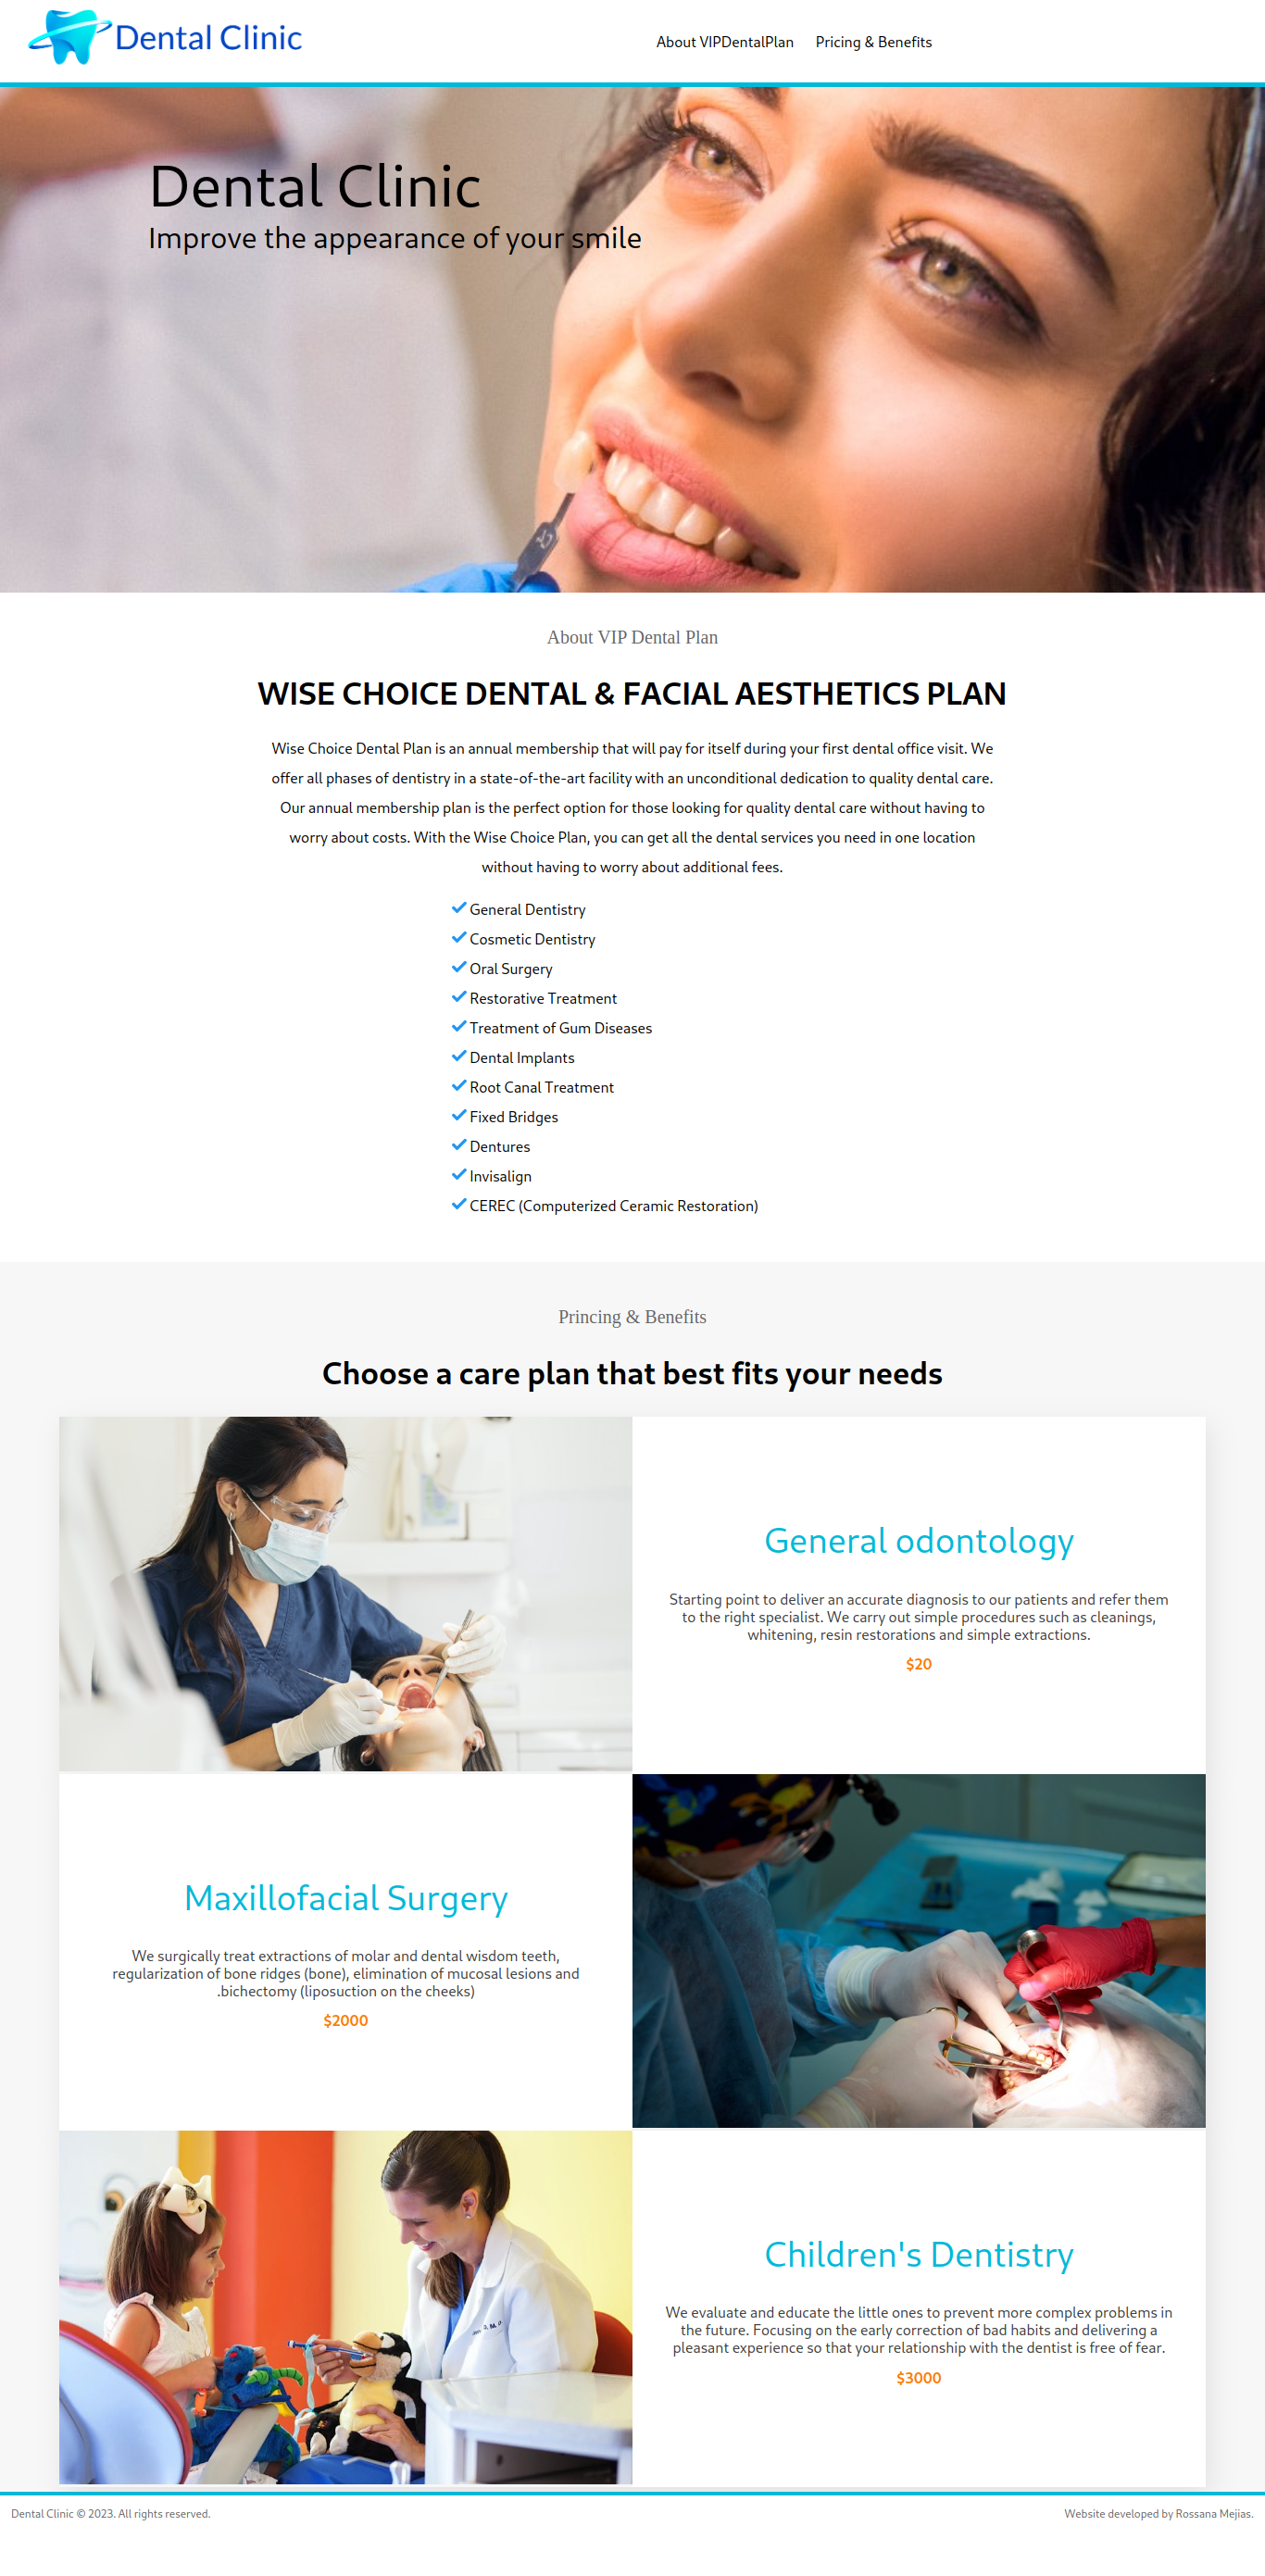 Dental Clinic
About VIPDentalPlan
Pricing & Benefits
Dental Clinic
Improve the appearance of your smile
About VIP Dental Plan
WISE CHOICE DENTAL & FACIAL AESTHETICS PLAN
Wise Choice Dental Plan is an annual membership that will pay for itself during your first dental office visit. We
offer all phases of dentistry in a state-of-the-art facility with an unconditional dedication to quality dental care.
Our annual membership plan is the perfect option for those looking for quality dental care without having to
worry about costs. With the Wise Choice Plan, you can get all the dental services you need in one location
without having to worry about additional fees.
General Dentistry
Cosmetic Dentistry
Oral Surgery
Restorative Treatment
Treatment of Gum Diseases
Dental Implants
Root Canal Treatment
Fixed Bridges
Dentures
Invisalign
CEREC (Computerized Ceramic Restoration)
Princing & Benefits
Choose a care plan that best fits your needs
General odontology
Starting point to deliver an accurate diagnosis to our patients and refer them
to the right specialist. We carry out simple procedures such as cleanings,
whitening, resin restorations and simple extractions.
$20
Maxillofacial Surgery
We surgically treat extractions of molar and dental wisdom teeth,
regularization of bone ridges (bone), elimination of mucosal lesions and
.bichectomy (liposuction on the cheeks)
$2000
Children's Dentistry
We evaluate and educate the little ones to prevent more complex problems in
the future. Focusing on the early correction of bad habits and delivering a
pleasant experience so that your relationship with the dentist is free of fear.
$3000
Dental Clinic © 2023. All rights reserved.
Website developed by Rossana Mejias.